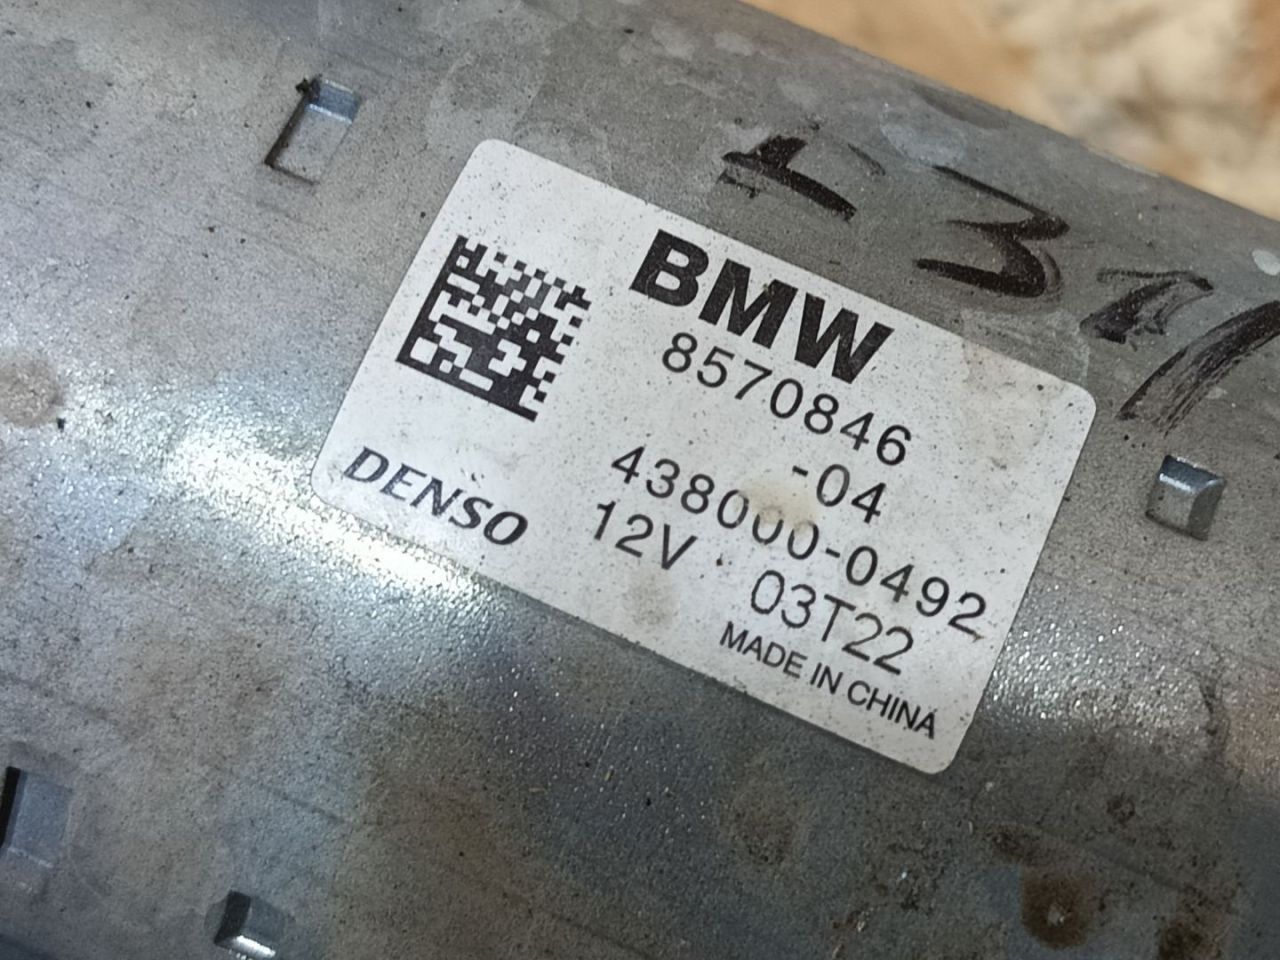 BMW
8570846
-04
438000-0492
12V 03T22
DENSO
MADE IN CHINA